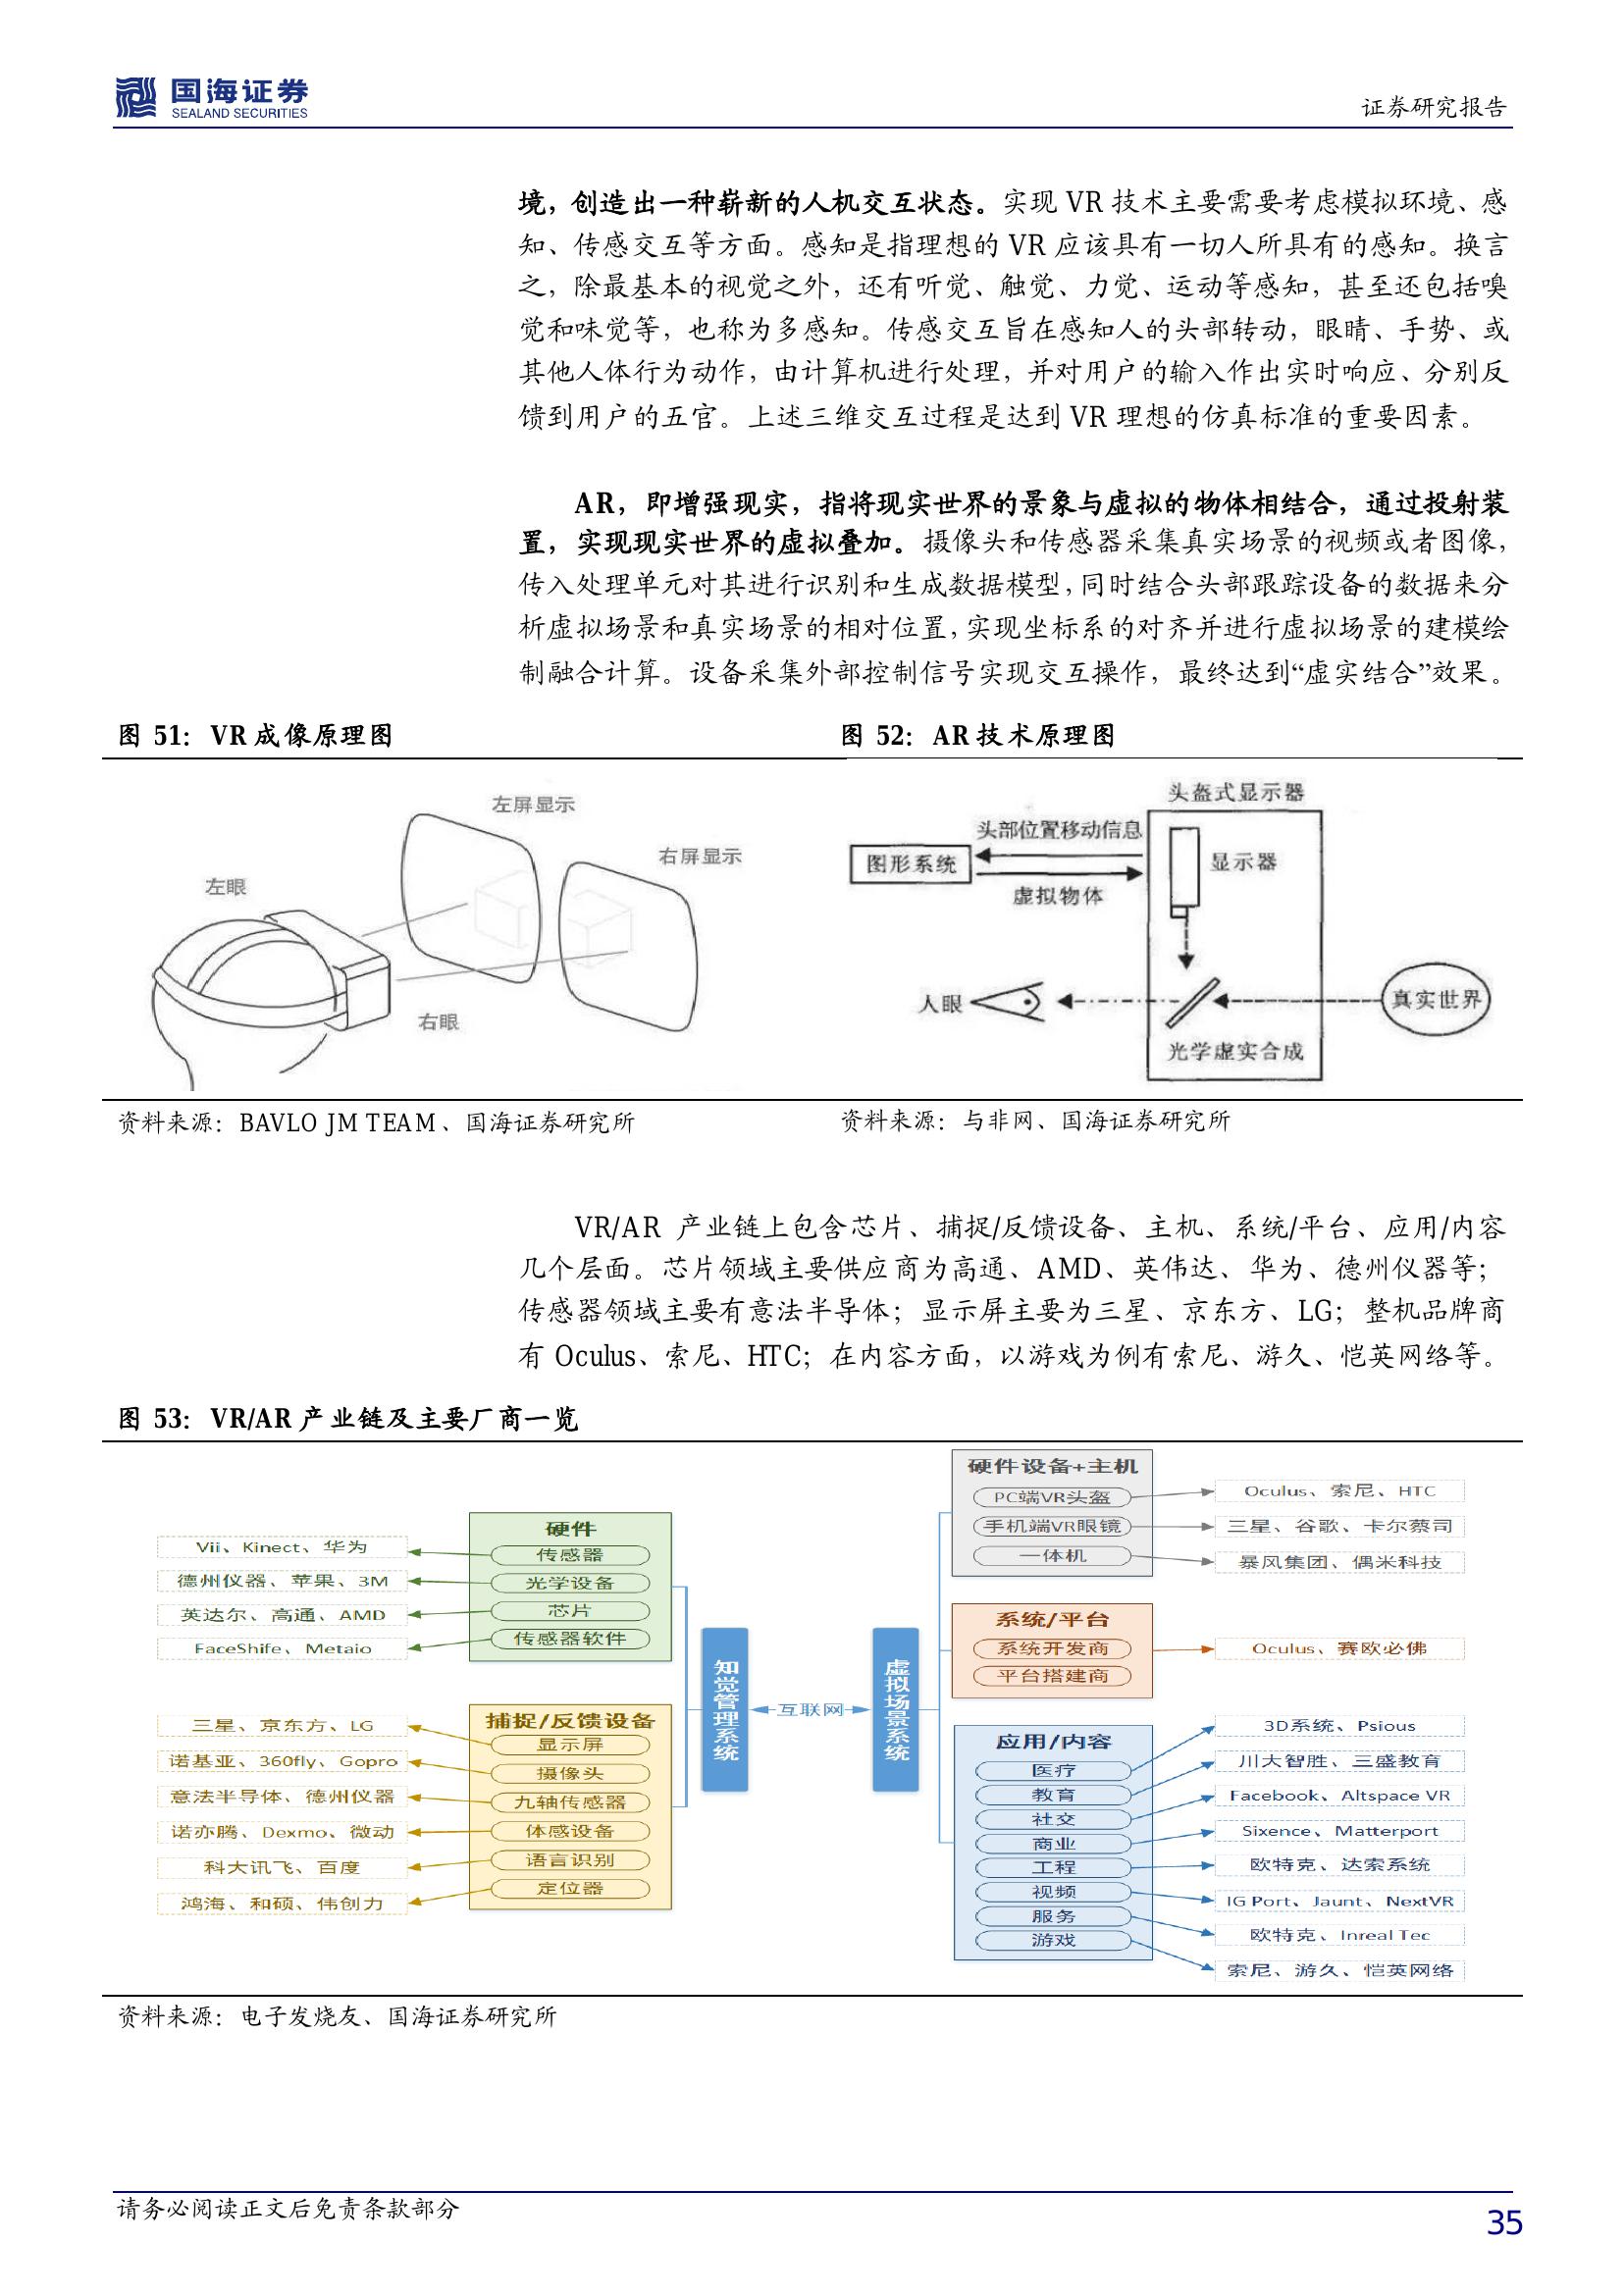 国海证券
SEALAND SECURITIES
证券研究报告
境，创造出一种崭新的人机交互状态。实现 VR 技术主要需要考虑模拟环境、感
知、传感交互等方面。感知是指理想的 VR 应该具有一切人所具有的感知。换言
之，除最基本的视觉之外，还有听觉、触觉、力觉、运动等感知，甚至还包括嗅
觉和味觉等，也称为多感知。传感交互旨在感知人的头部转动，眼睛、手势、或
其他人体行为动作，由计算机进行处理，并对用户的输入作出实时响应、分别反
馈到用户的五官。上述三维交互过程是达到 VR 理想的仿真标准的重要因素。
AR，即增强现实，指将现实世界的景象与虚拟的物体相结合，通过投射装
置，实现现实世界的虚拟叠加。摄像头和传感器采集真实场景的视频或者图像，
传入处理单元对其进行识别和生成数据模型，同时结合头部跟踪设备的数据来分
析虚拟场景和真实场景的相对位置，实现坐标系的对齐并进行虚拟场景的建模绘
制融合计算。设备采集外部控制信号实现交互操作，最终达到“虚实结合”效果。
图 51：VR 成像原理图
左屏显示
右屏显示
左眼
右眼
资料来源：BAVLO JM TEAM、国海证券研究所
图 52：AR 技术原理图
头盔式显示器
头部位置移动信息
图形系统
显示器
虚拟物体
人眼
真实世界
光学虚实合成
资料来源：与非网、国海证券研究所
VR/AR 产业链上包含芯片、捕捉/反馈设备、主机、系统/平台、应用/内容
几个层面。芯片领域主要供应商为高通、AMD、英伟达、华为、德州仪器等；
传感器领域主要有意法半导体；显示屏主要为三星、京东方、LG；整机品牌商
有 Oculus、索尼、HTC；在内容方面，以游戏为例有索尼、游久、恺英网络等。
图 53：VR/AR 产业链及主要厂商一览
Vii、Kinect、华为
德州仪器、苹果、3M
英达尔、高通、AMD
FaceShife、Metaio
硬件
传感器
光学设备
芯片
传感器软件
三星、京东方、LG
诺基亚、360fly、Gopro
意法半导体、德州仪器
诺亦腾、Dexmo、微动
科大讯飞、百度
鸿海、和硕、伟创力
捕捉/反馈设备
显示屏
摄像头
九轴传感器
体感设备
语言识别
定位器
知觉管理系统
互联网
虚拟场景系统
硬件设备+主机
PC端VR头盔
手机端VR眼镜
一体机
Oculus、索尼、HTC
三星、谷歌、卡尔蔡司
暴风集团、偶米科技
系统/平台
系统开发商
平台搭建商
Oculus、赛欧必佛
应用/内容
医疗
教育
社交
商业
工程
视频
服务
游戏
3D系统、Psious
川大智胜、三盛教育
Facebook、Altspace VR
Sixence、Matterport
欧特克、达索系统
IG Port、Jaunt、NextVR
欧特克、Inreal Tec
索尼、游久、恺英网络
资料来源：电子发烧友、国海证券研究所
请务必阅读正文后免责条款部分
35